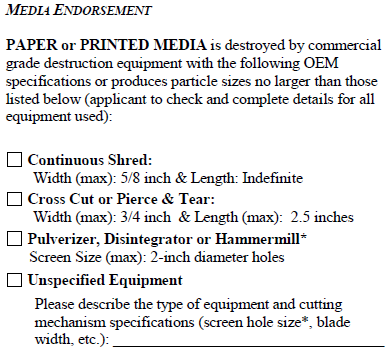 MEDIA ENDORSEMENT
PAPER or PRINTED MEDIA is destroyed by commercial
grade destruction equipment with the following OEM
specifications or produces particle sizes no larger than those
listed below (applicant to check and complete details for all
equipment used):
Continuous Shred:
Width (max): 5/8 inch & Length: Indefinite
Cross Cut or Pierce & Tear:
Width (max): 3/4 inch & Length (max): 2.5 inches
Pulverizer, Disintegrator or Hammermill*
Screen Size (max): 2-inch diameter holes
Unspecified Equipment
Please describe the type of equipment and cutting
mechanism specifications (screen hole size*, blade
width, etc.):